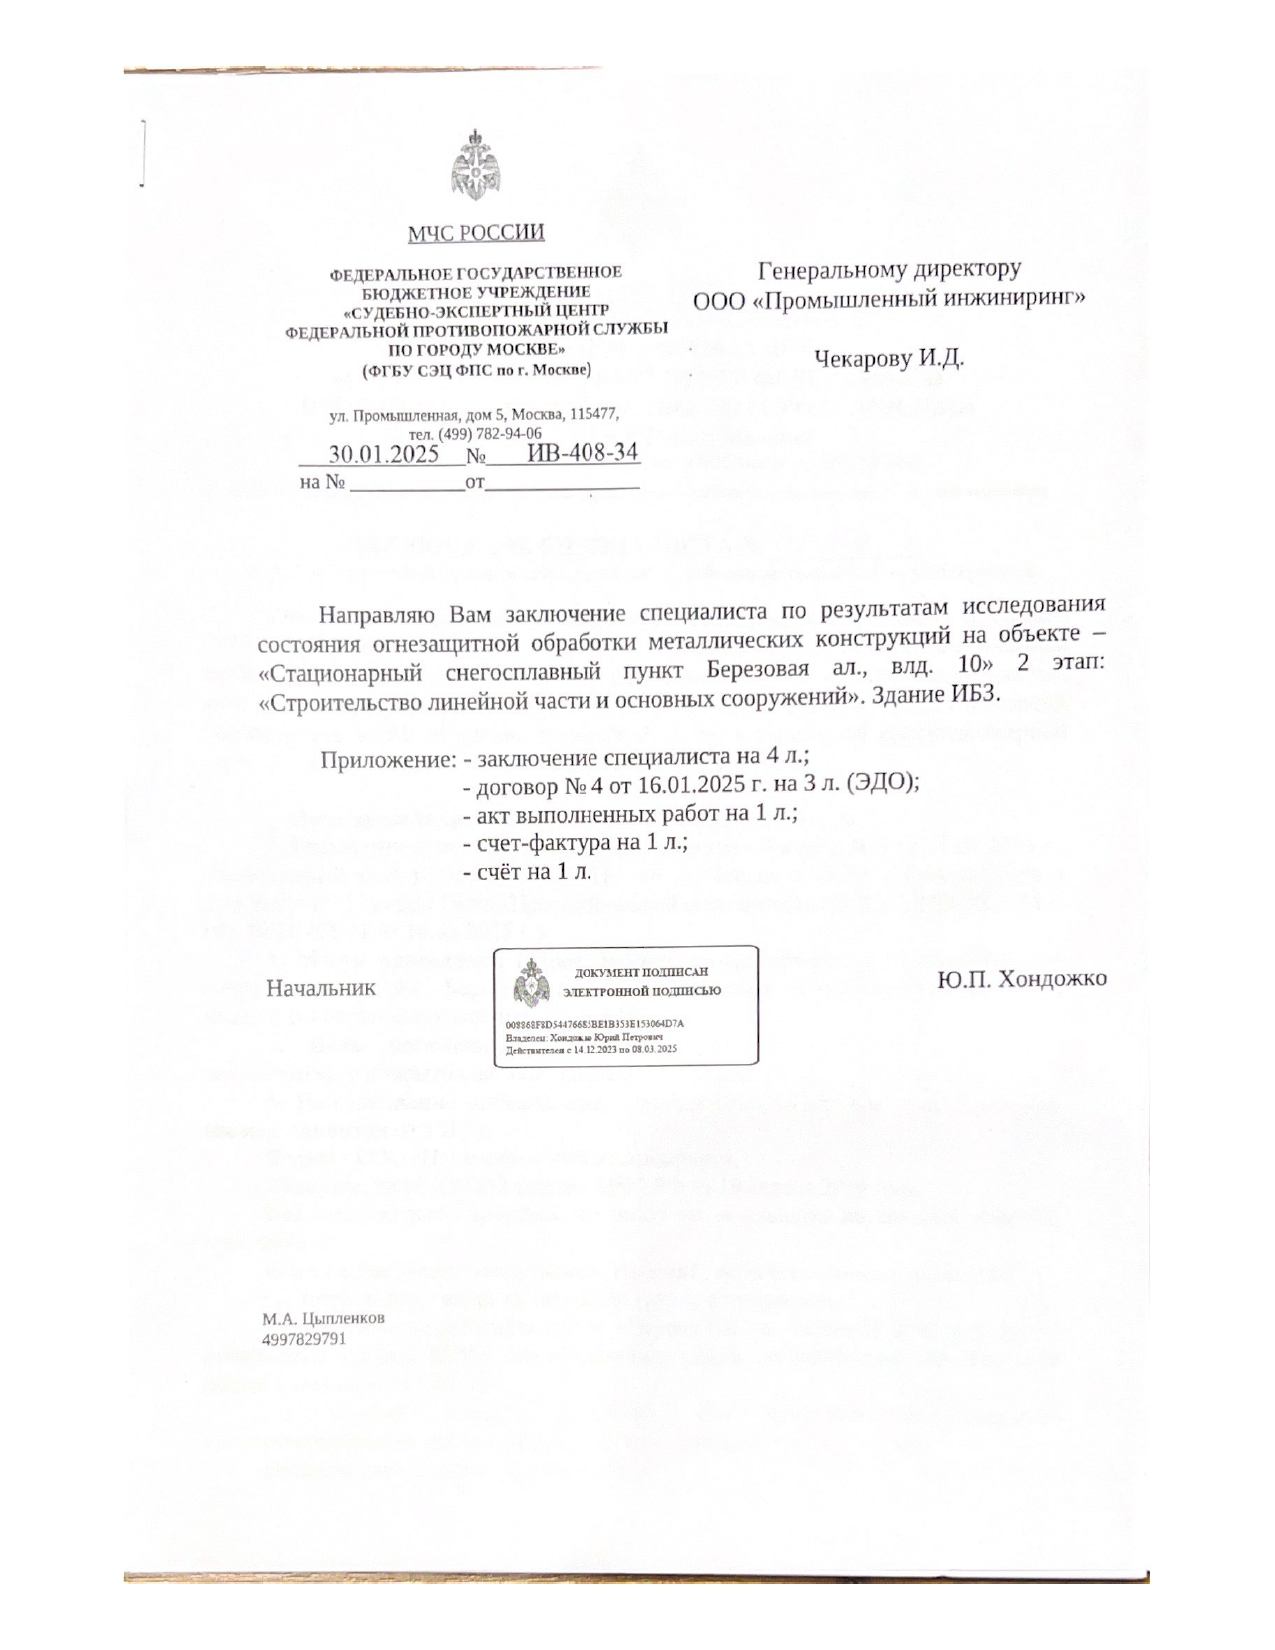 МЧС РОССИИ
ФЕДЕРАЛЬНОЕ ГОСУДАРСТВЕННОЕ
БЮДЖЕТНОЕ УЧРЕЖДЕНИЕ
«СУДЕБНО-ЭКСПЕРТНЫЙ ЦЕНТР
ФЕДЕРАЛЬНОЙ ПРОТИВОПОЖАРНОЙ СЛУЖБЫ
ПО ГОРОДУ МОСКВЕ»
(ФГБУ СЭЦ ФПС по г. Москве)
ул. Промышленная, дом 5, Москва, 115477,
тел. (499) 782-94-06
30.01.2025 № ИВ-408-34
на № от
Генеральному директору
ООО «Промышленный инжиниринг»
Чекарову И.Д.
Направляю Вам заключение специалиста по результатам исследования
состояния огнезащитной обработки металлических конструкций на объекте –
«Стационарный снегосплавный пункт Березовая ал., влд. 10» 2 этап:
«Строительство линейной части и основных сооружений». Здание ИБЗ.
Приложение: - заключение специалиста на 4 л.;
- договор № 4 от 16.01.2025 г. на 3 л. (ЭДО);
- акт выполненных работ на 1 л.;
- счет-фактура на 1 л.;
- счёт на 1 л.
Начальник
ДОКУМЕНТ ПОДПИСАН
ЭЛЕКТРОННОЙ ПОДПИСЬЮ
Владелец: Хондожко Юрий Петрович
Действителен с 14.12.2023 по 08.03.2025
Ю.П. Хондожко
М.А. Цыпленков
4997829791